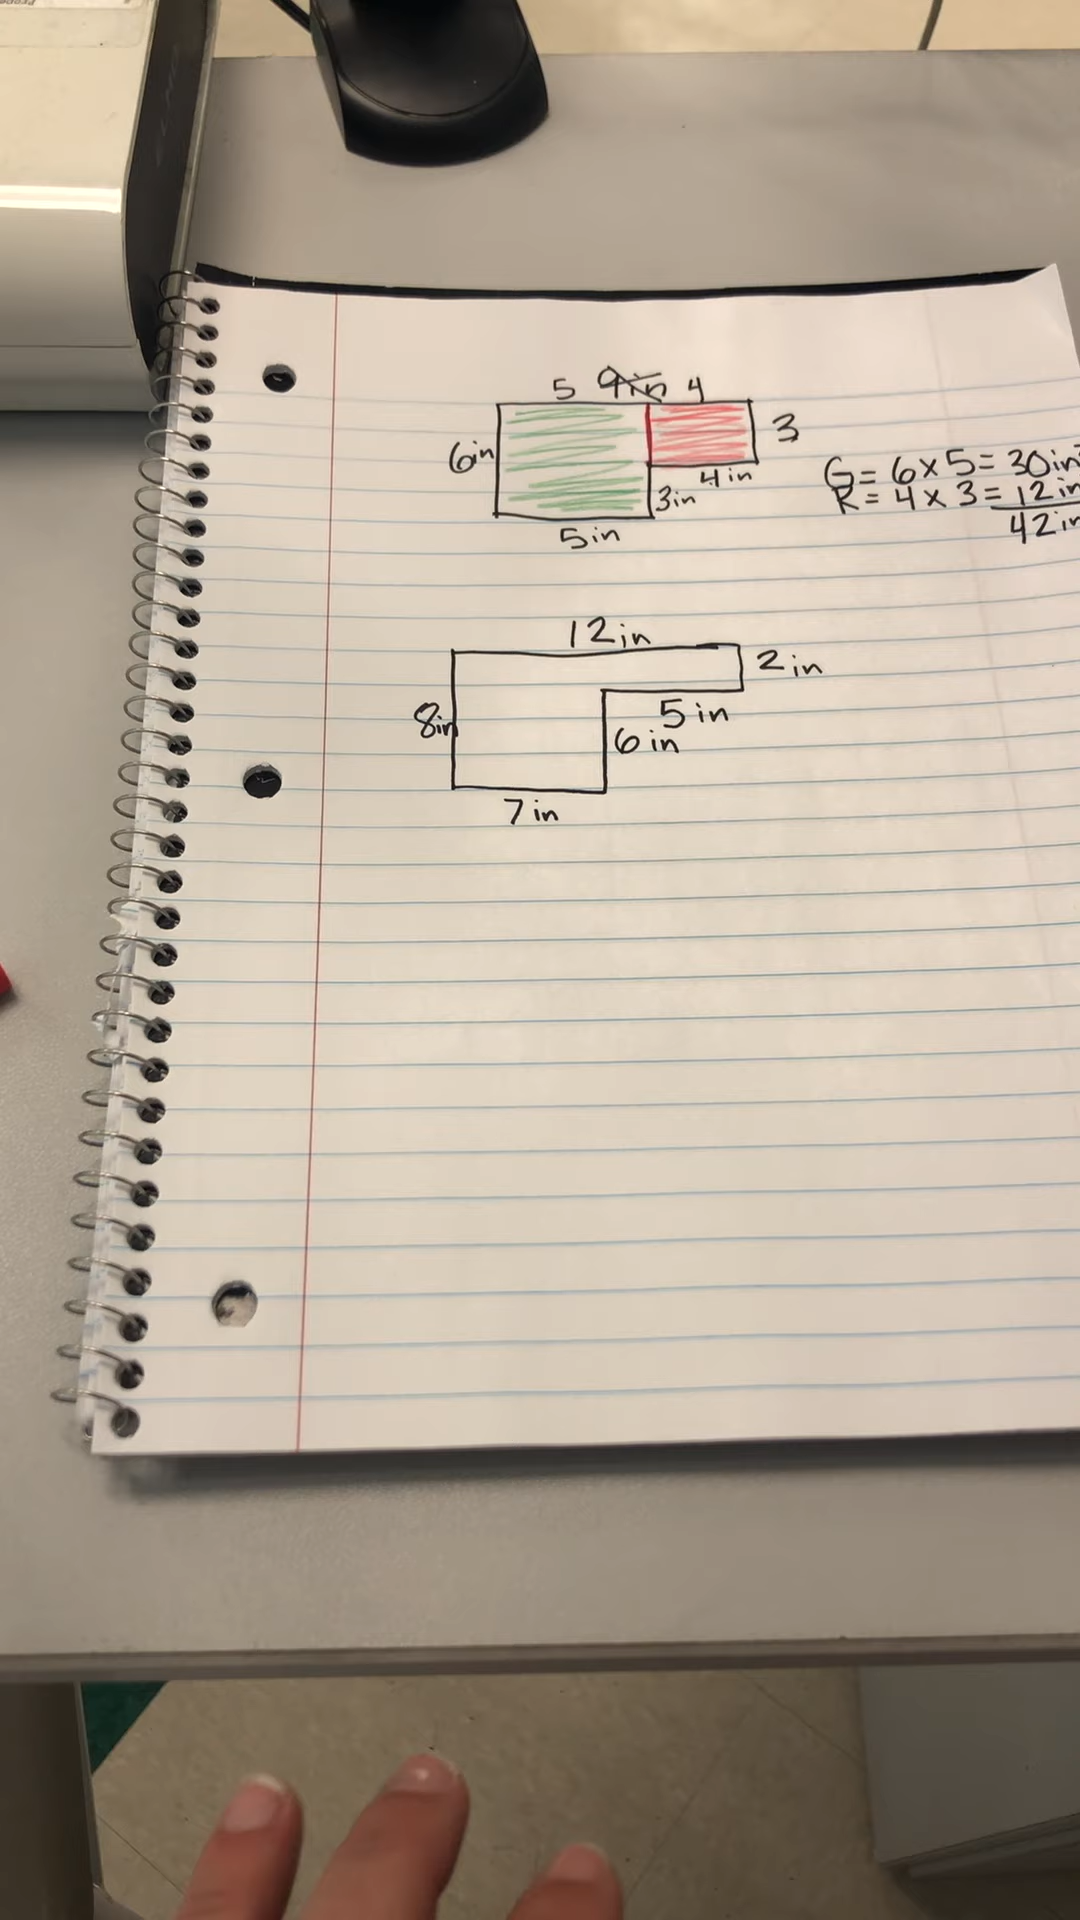 5 9in 4
6in
3
4in
3in
5in
G = 6 x 5 = 30in
R = 4 x 3 = 12in
42in
12in
2in
8in
5in
6in
7in